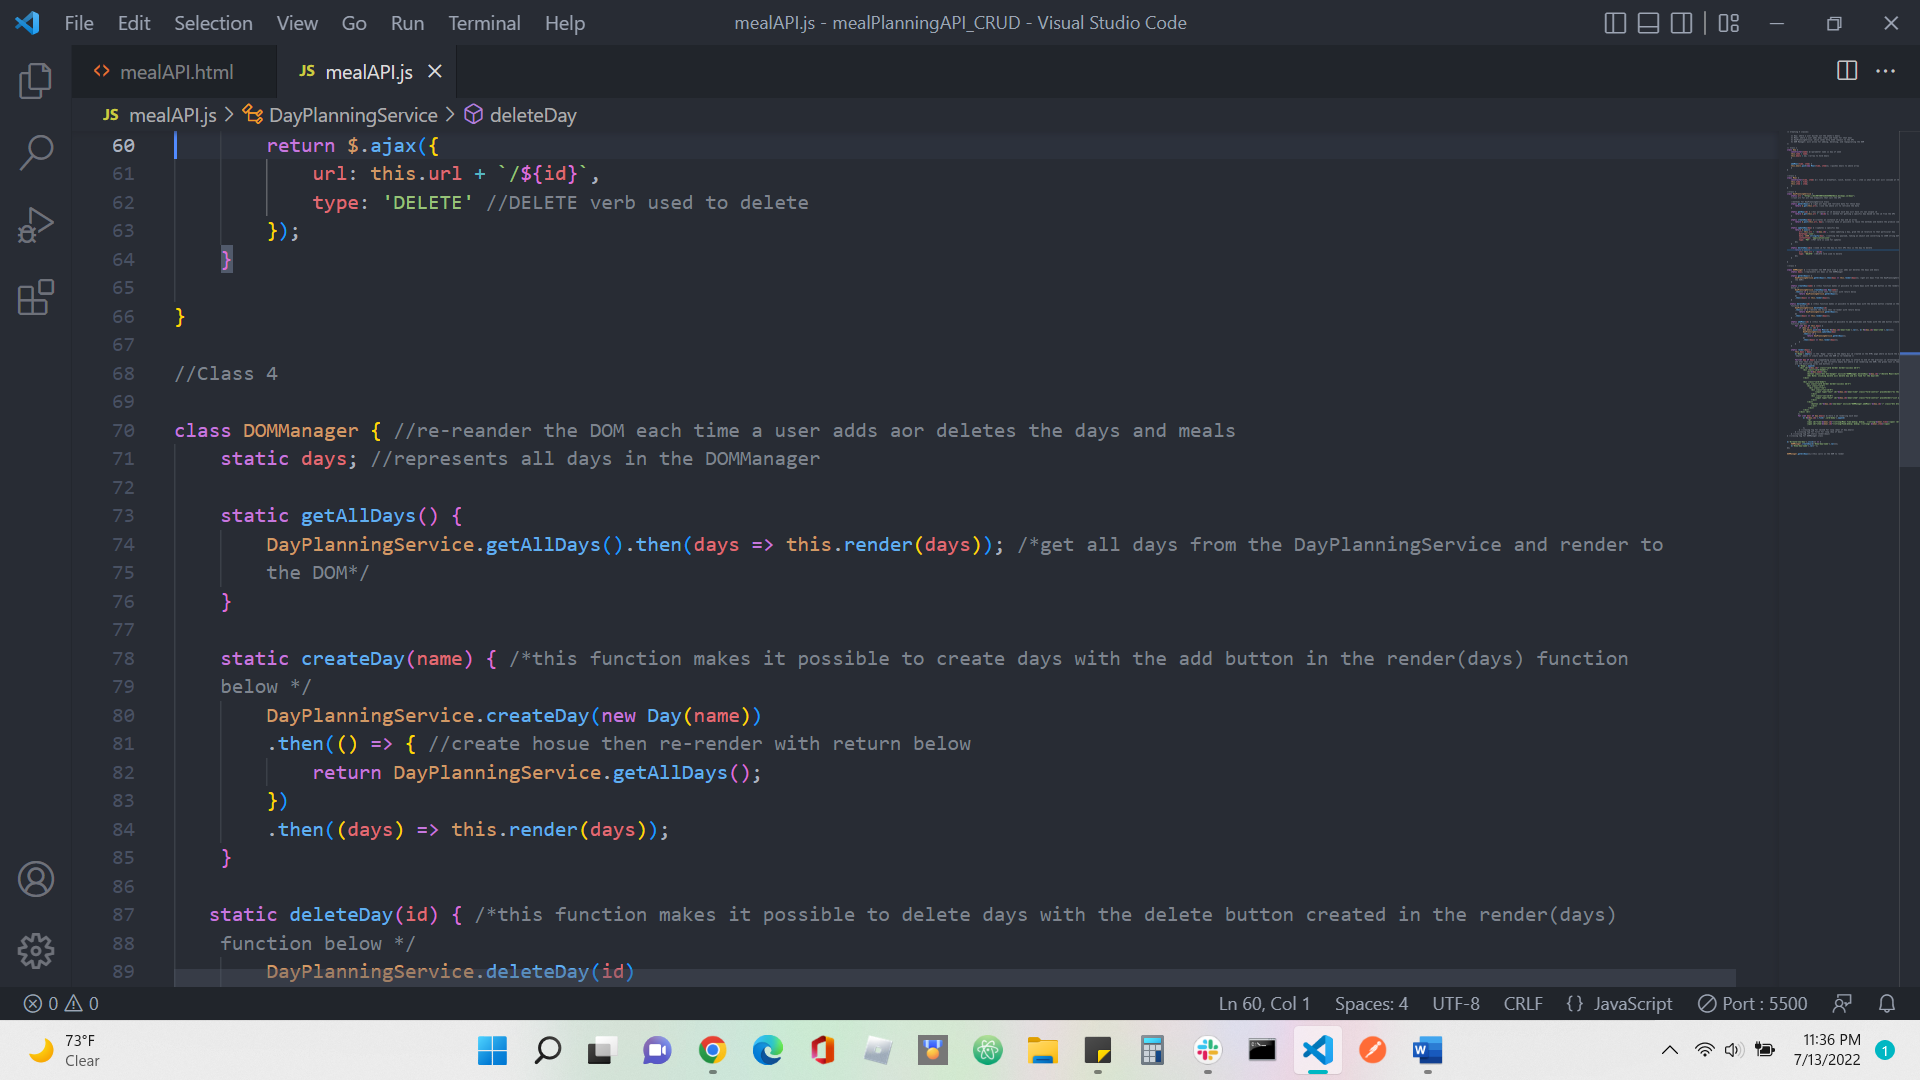 File Edit Selection View Go Run Terminal Help mealAPI.js - mealPlanningAPI_CRUD - Visual Studio Code
<> mealAPI.html JS mealAPI.js
JS mealAPI.js > DayPlanningService > deleteDay
60 return $.ajax({
61 url: this.url + `/${id}`,
62 type: 'DELETE' //DELETE verb used to delete
63 });
64 }
65
66 }
67
68 //Class 4
69
70 class DOMManager { //re-reander the DOM each time a user adds aor deletes the days and meals
71 static days; //represents all days in the DOMManager
72
73 static getAllDays() {
74 DayPlanningService.getAllDays().then(days => this.render(days)); /*get all days from the DayPlanningService and render to
75 the DOM*/
76 }
77
78 static createDay(name) { /*this function makes it possible to create days with the add button in the render(days) function
79 below */
80 DayPlanningService.createDay(new Day(name))
81 .then(() => { //create hosue then re-render with return below
82 return DayPlanningService.getAllDays();
83 })
84 .then((days) => this.render(days));
85 }
86
87 static deleteDay(id) { /*this function makes it possible to delete days with the delete button created in the render(days)
88 function below */
89 DayPlanningService.deleteDay(id)
0 0 Ln 60, Col 1 Spaces: 4 UTF-8 CRLF {} JavaScript Port : 5500
73°F
Clear
11:36 PM
7/13/2022
1